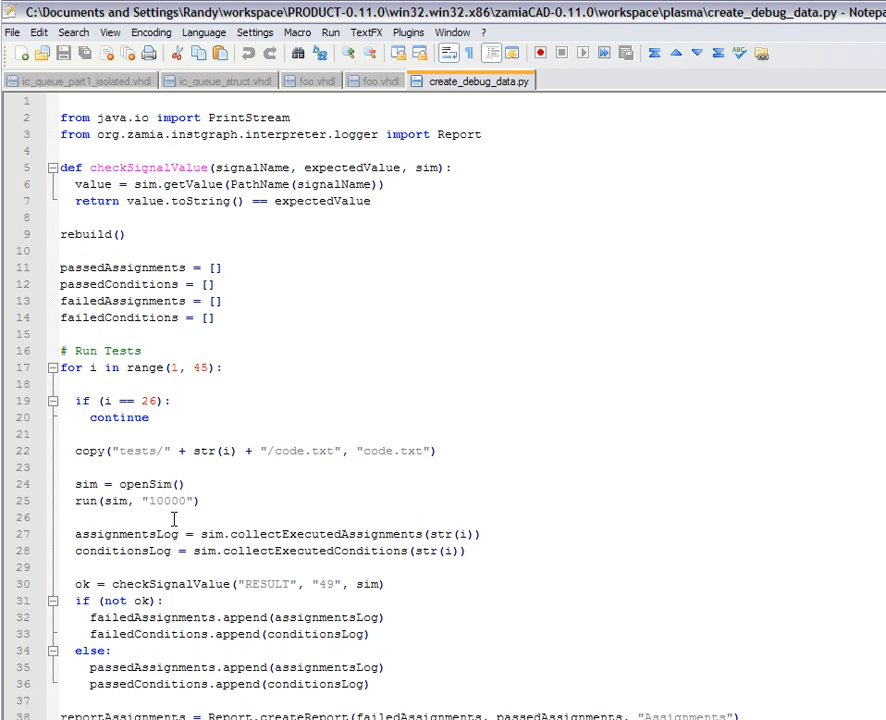 C:\Documents and Settings\Randy\workspace\PRODUCT-0.11.0\win32.win32.x86\zamiaCAD-0.11.0\workspace\plasma\create_debug_data.py - Notepa
File Edit Search View Encoding Language Settings Macro Run TextFX Plugins Window ?
ic_queue_part1_isolated.vhdl ic_queue_struct.vhdl foo.vhdl foo.vhdl create_debug_data.py
1
2 from java.io import PrintStream
3 from org.zamia.instgraph.interpreter.logger import Report
4
5 def checkSignalValue(signalName, expectedValue, sim):
6 value = sim.getValue(PathName(signalName))
7 return value.toString() == expectedValue
8
9 rebuild()
10
11 passedAssignments = []
12 passedConditions = []
13 failedAssignments = []
14 failedConditions = []
15
16 # Run Tests
17 for i in range(1, 45):
18
19 if (i == 26):
20 continue
21
22 copy("tests/" + str(i) + "/code.txt", "code.txt")
23
24 sim = openSim()
25 run(sim, "10000")
26
27 assignmentsLog = sim.collectExecutedAssignments(str(i))
28 conditionsLog = sim.collectExecutedConditions(str(i))
29
30 ok = checkSignalValue("RESULT", "49", sim)
31 if (not ok):
32 failedAssignments.append(assignmentsLog)
33 failedConditions.append(conditionsLog)
34 else:
35 passedAssignments.append(assignmentsLog)
36 passedConditions.append(conditionsLog)
37
38 reportAssignments = Report.createReport(failedAssignments, passedAssignments, "Assignments")